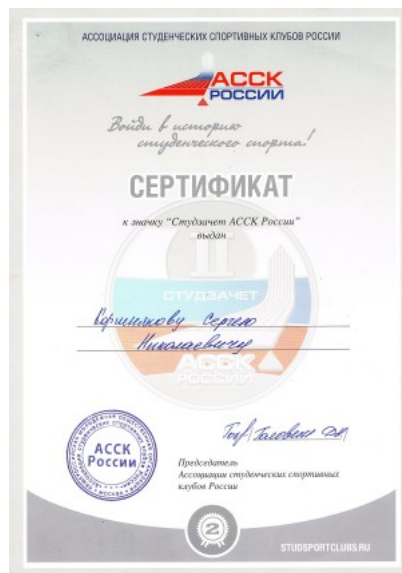 АССОЦИАЦИЯ СТУДЕНЧЕСКИХ СПОРТИВНЫХ КЛУБОВ РОССИИ
АССК
РОССИИ
Войди в историю
студенческого спорта!
СЕРТИФИКАТ
к значку "Студзачет АССК России"
выдан
II
СТУДЗАЧЕТ
Сергею
Николаевичу
АССК
РОССИИ
АССК
России
Председатель
Ассоциации студенческих спортивных
клубов России
2
STUDSPORTCLUBS.RU